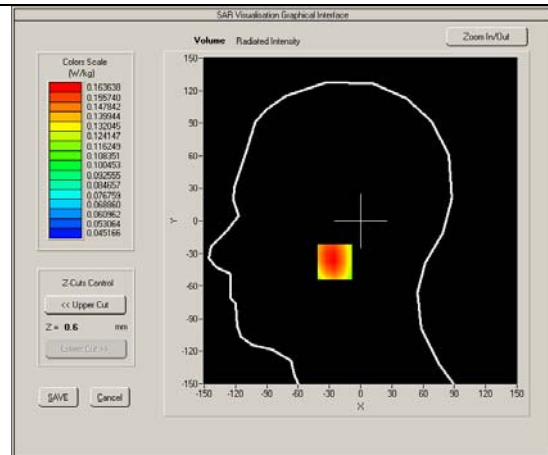 SAR Visualisation Graphical Interface
Volume Radiated Intensity
Zoom In/Out
Colors Scale
(W/kg)
0.163638
0.155740
0.147842
0.139944
0.132045
0.124147
0.116249
0.108351
0.100453
0.092555
0.084657
0.076759
0.068860
0.060962
0.053064
0.045166
150
120
90
60
30
0
-30
-60
-90
-120
-150
Y
-150 -120 -90 -60 -30 0 30 60 90 120 150
X
Z-Cuts Control
<< Upper Cut
Z = 0.6 mm
Lower Cut >>
SAVE Cancel